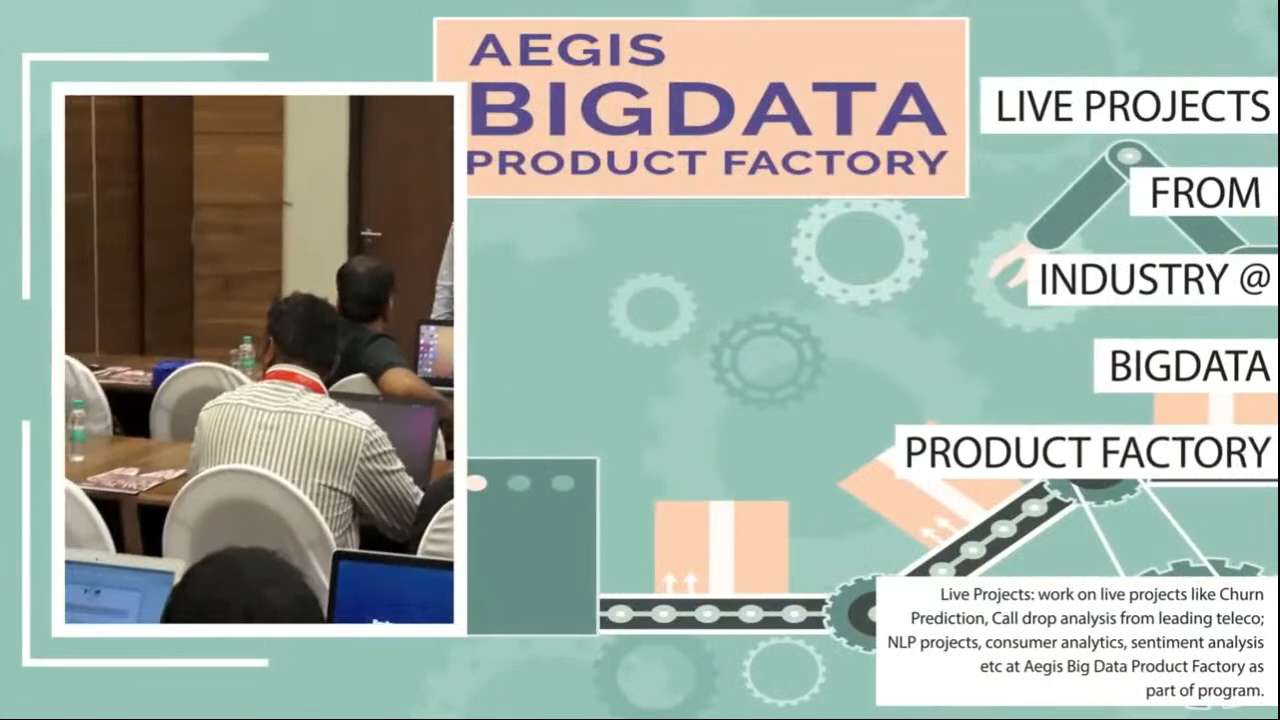 AEGIS
BIGDATA
PRODUCT FACTORY
LIVE PROJECTS
FROM
INDUSTRY @
BIGDATA
PRODUCT FACTORY
Live Projects: work on live projects like Churn
Prediction, Call drop analysis from leading teleco;
NLP projects, consumer analytics, sentiment analysis
etc at Aegis Big Data Product Factory as
part of program.